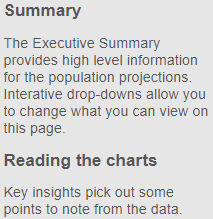 Summary
The Executive Summary
provides high level information
for the population projections.
Interative drop-downs allow you
to change what you can view on
this page.
Reading the charts
Key insights pick out some
points to note from the data.